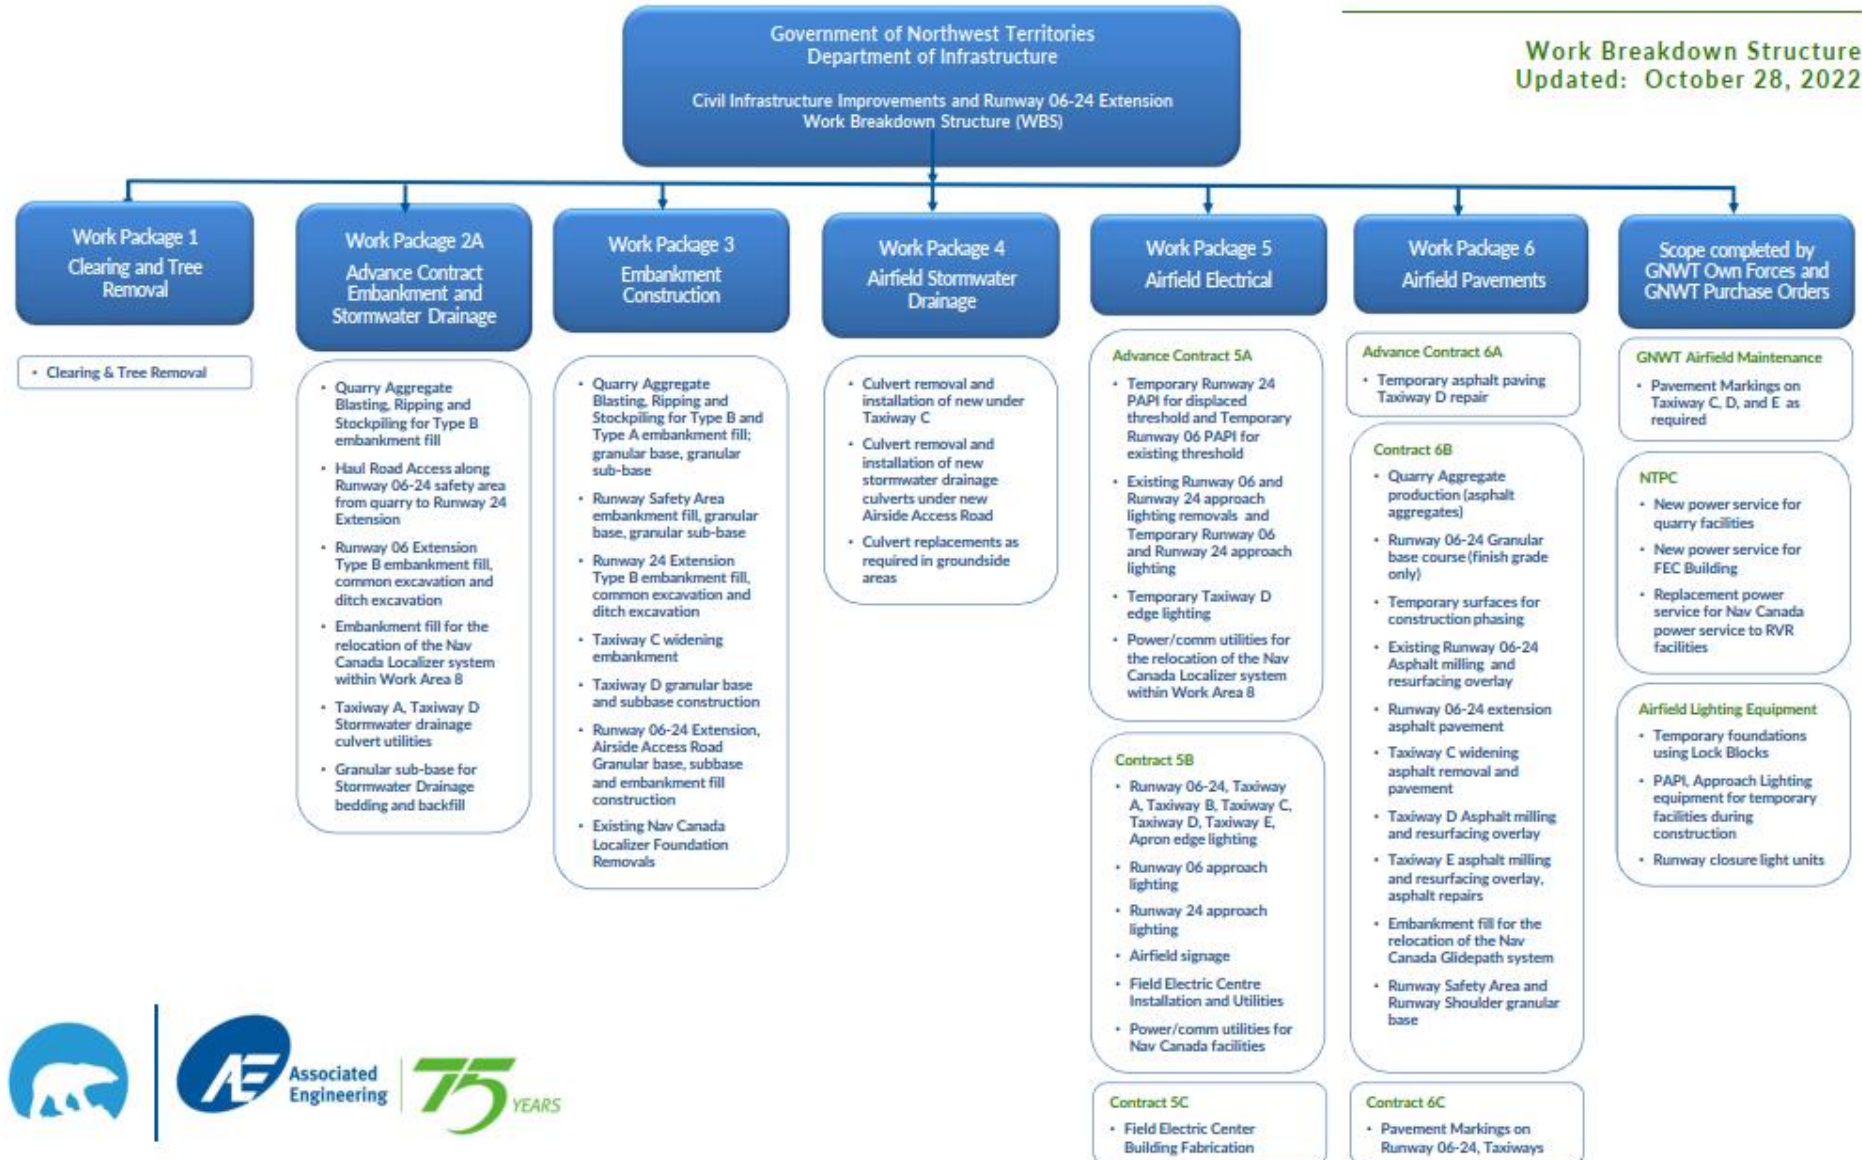 Government of Northwest Territories
Department of Infrastructure
Civil Infrastructure Improvements and Runway 06-24 Extension
Work Breakdown Structure (WBS)
Work Breakdown Structure
Updated: October 28, 2022
Work Package 1
Clearing and Tree
Removal
• Clearing & Tree Removal
Work Package 2A
Advance Contract
Embankment and
Stormwater Drainage
• Quarry Aggregate
Blasting, Ripping and
Stockpiling for Type B
embankment fill
• Haul Road Access along
Runway 06-24 safety area
from quarry to Runway 24
Extension
• Runway 06 Extension
Type B embankment fill,
common excavation and
ditch excavation
• Embankment fill for the
relocation of the Nav
Canada Localizer system
within Work Area 8
• Taxiway A, Taxiway D
Stormwater drainage
culvert utilities
• Granular sub-base for
Stormwater Drainage
bedding and backfill
Work Package 3
Embankment
Construction
• Quarry Aggregate
Blasting, Ripping and
Stockpiling for Type B and
Type A embankment fill;
granular base, granular
sub-base
• Runway Safety Area
embankment fill, granular
base, granular sub-base
• Runway 24 Extension
Type B embankment fill,
common excavation and
ditch excavation
• Taxiway C widening
embankment
• Taxiway D granular base
and subbase construction
• Runway 06-24 Extension,
Airside Access Road
Granular base, subbase
and embankment fill
construction
• Existing Nav Canada
Localizer Foundation
Removals
Work Package 4
Airfield Stormwater
Drainage
• Culvert removal and
installation of new under
Taxiway C
• Culvert removal and
installation of new
stormwater drainage
culverts under new
Airside Access Road
• Culvert replacements as
required in groundside
areas
Work Package 5
Airfield Electrical
Advance Contract 5A
• Temporary Runway 24
PAPI for displaced
threshold and Temporary
Runway 06 PAPI for
existing threshold
• Existing Runway 06 and
Runway 24 approach
lighting removals and
Temporary Runway 06
and Runway 24 approach
lighting
• Temporary Taxiway D
edge lighting
• Power/comm utilities for
the relocation of the Nav
Canada Localizer system
within Work Area 8
Contract 5B
• Runway 06-24, Taxiway
A, Taxiway B, Taxiway C,
Taxiway D, Taxiway E,
Apron edge lighting
• Runway 06 approach
lighting
• Runway 24 approach
lighting
• Airfield signage
• Field Electric Centre
Installation and Utilities
• Power/comm utilities for
Nav Canada facilities
Contract 5C
• Field Electric Center
Building Fabrication
Work Package 6
Airfield Pavements
Advance Contract 6A
• Temporary asphalt paving
Taxiway D repair
Contract 6B
• Quarry Aggregate
production (asphalt
aggregates)
• Runway 06-24 Granular
base course (finish grade
only)
• Temporary surfaces for
construction phasing
• Existing Runway 06-24
Asphalt milling and
resurfacing overlay
• Runway 06-24 extension
asphalt pavement
• Taxiway C widening
asphalt removal and
pavement
• Taxiway D Asphalt milling
and resurfacing overlay
• Taxiway E asphalt milling
and resurfacing overlay,
asphalt repairs
• Embankment fill for the
relocation of the Nav
Canada Glidepath system
• Runway Safety Area and
Runway Shoulder granular
base
Contract 6C
• Pavement Markings on
Runway 06-24, Taxiways
Scope completed by
GNWT Own Forces and
GNWT Purchase Orders
GNWT Airfield Maintenance
• Pavement Markings on
Taxiway C, D, and E as
required
NTPC
• New power service for
quarry facilities
• New power service for
FEC Building
• Replacement power
service for Nav Canada
power service to RVR
facilities
Airfield Lighting Equipment
• Temporary foundations
using Lock Blocks
• PAPI, Approach Lighting
equipment for temporary
facilities during
construction
• Runway closure light units
AE
Associated
Engineering
75
YEARS